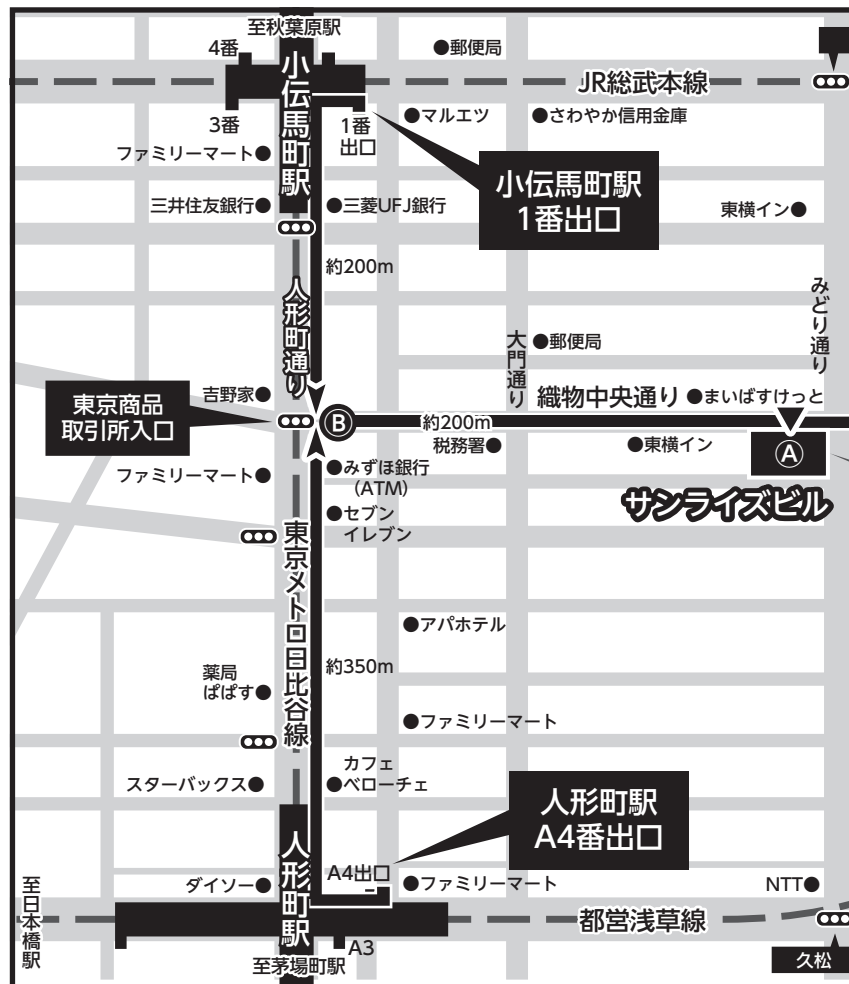 至秋葉原駅
4番
●郵便局
小伝馬町駅
JR総武本線
3番
1番
出口
●マルエツ
●さわやか信用金庫
ファミリーマート●
小伝馬町駅
1番出口
三井住友銀行●
●三菱UFJ銀行
東横イン●
約200m
人形町通り
みどり通り
大門通り
●郵便局
吉野家●
織物中央通り
●まいばすけっと
東京商品
取引所入口
Ⓑ
約200m
税務署●
●東横イン
Ⓐ
ファミリーマート●
●みずほ銀行
(ATM)
サンライズビル
●セブン
イレブン
東京メトロ日比谷線
●アパホテル
薬局
ぱぱす●
約350m
●ファミリーマート
スターバックス●
カフェ
●ベローチェ
人形町駅
A4番出口
人形町駅
A4出口
ダイソー●
●ファミリーマート
NTT●
至日本橋駅
都営浅草線
A3
至茅場町駅
久松